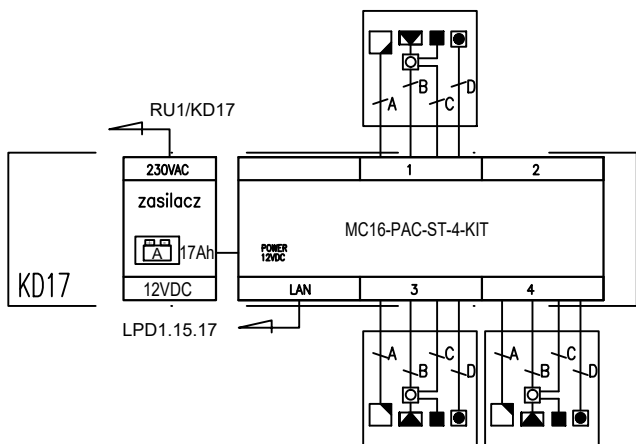 A
B
C
D
RU1/KD17
230VAC
1
2
zasilacz
A
17Ah
POWER
12VDC
MC16-PAC-ST-4-KIT
KD17
12VDC
LAN
3
4
LPD1.15.17
A
B
C
D
A
B
C
D